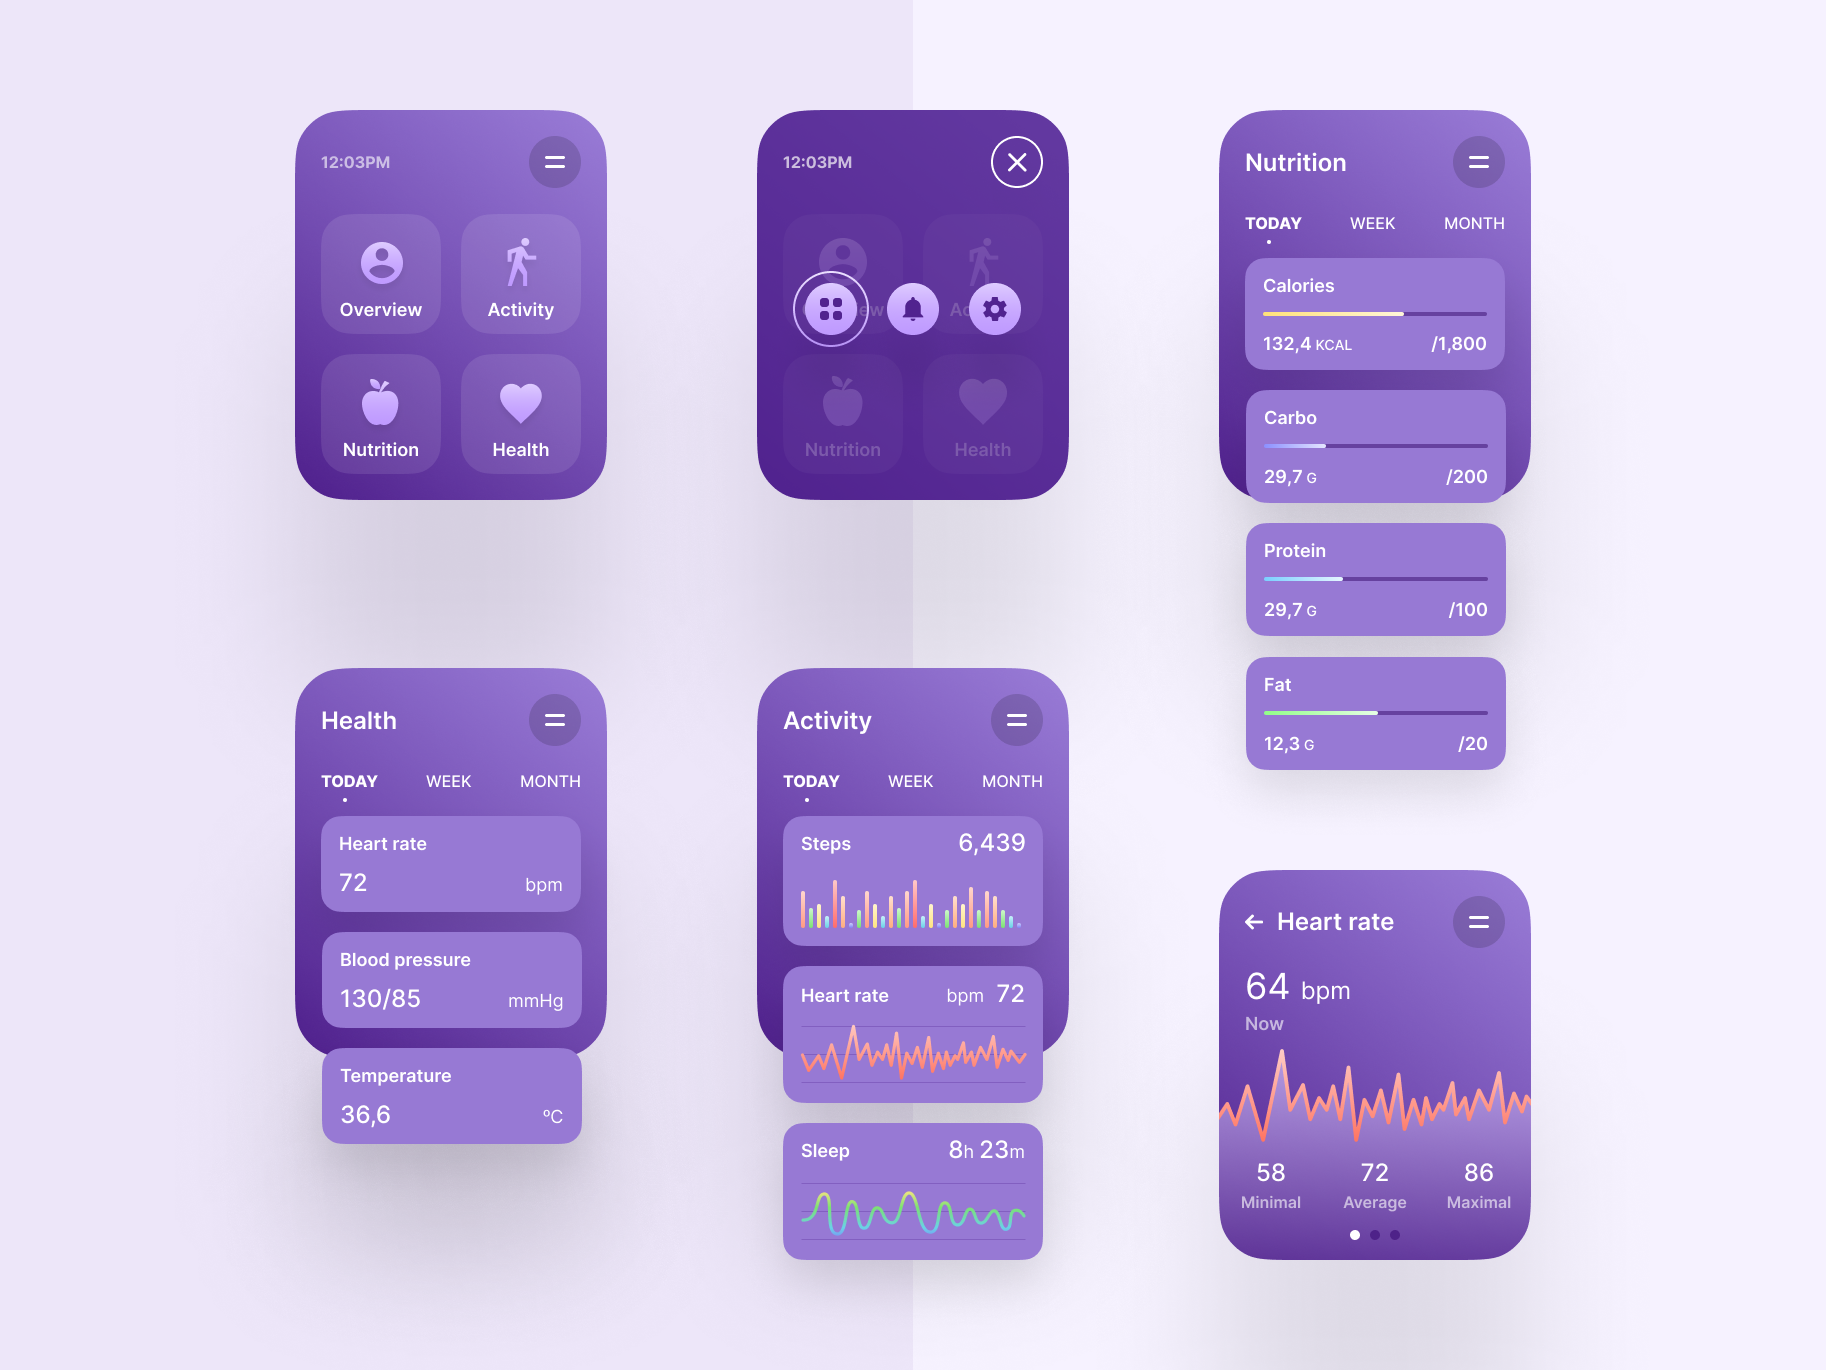 12:03PM
Overview
Activity
Nutrition
Health
12:03PM
ew
Ac
Nutrition
Health
Nutrition
TODAY WEEK MONTH
Calories
132,4 KCAL /1,800
Carbo
29,7 G /200
Protein
29,7 G /100
Fat
12,3 G /20
Health
TODAY WEEK MONTH
Heart rate
72 bpm
Blood pressure
130/85 mmHg
Temperature
36,6 ºC
Activity
TODAY WEEK MONTH
Steps 6,439
Heart rate bpm 72
Sleep 8h 23m
Heart rate
64 bpm
Now
58 72 86
Minimal Average Maximal